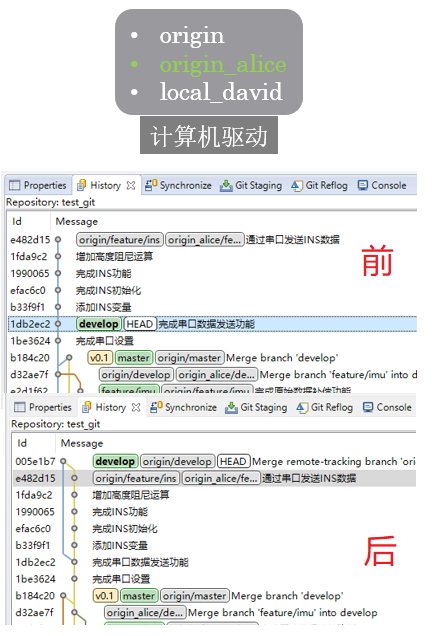 • origin
• origin_alice
• local_david
计算机驱动
Properties History Synchronize Git Staging Git Reflog Console
Repository: test_git
Id Message
e482d15 origin/feature/ins origin_alice/fe... 通过串口发送INS数据
1fda9c2 增加高度阻尼运算
1990065 完成INS功能
efac6c0 完成INS初始化
b33f9f1 添加INS变量
1db2ec2 develop HEAD 完成串口数据发送功能
1be3624 完成串口设置
b184c20 v0.1 master origin/master Merge branch 'develop'
d32ae7f origin/develop origin_alice/de... Merge branch 'feature/imu' into d
e2d1f62 feature/imu origin/feature/imu 完成原始数据补偿功能
前
Properties History Synchronize Git Staging Git Reflog Console
Repository: test_git
Id Message
005e1b7 develop origin/develop HEAD Merge remote-tracking branch 'ori
e482d15 origin/feature/ins origin_alice/fe... 通过串口发送INS数据
1fda9c2 增加高度阻尼运算
1990065 完成INS功能
efac6c0 完成INS初始化
b33f9f1 添加INS变量
1db2ec2 完成串口数据发送功能
1be3624 完成串口设置
b184c20 v0.1 master origin/master Merge branch 'develop'
d32ae7f origin_alice/de... Merge branch 'feature/imu' into develop
后